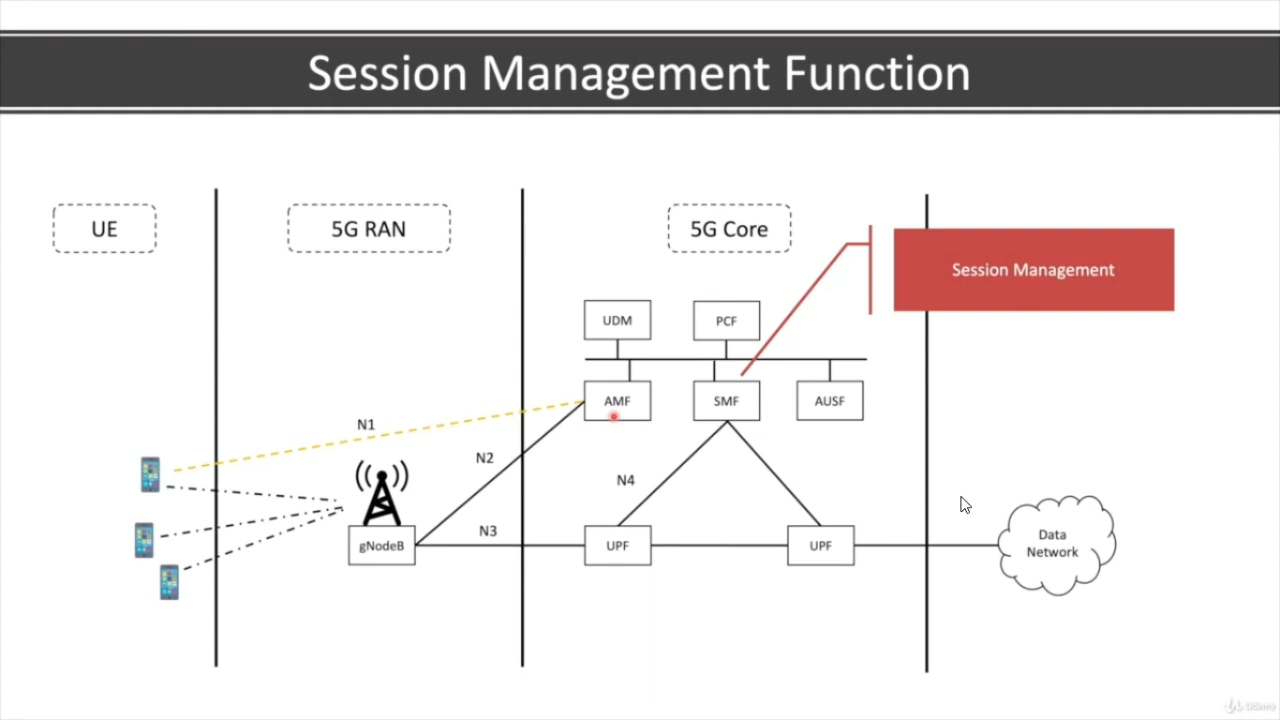 Session Management Function
UE
5G RAN
5G Core
Session Management
UDM
PCF
AMF
SMF
AUSF
N1
N2
N4
N3
gNodeB
UPF
UPF
Data
Network
Udemy